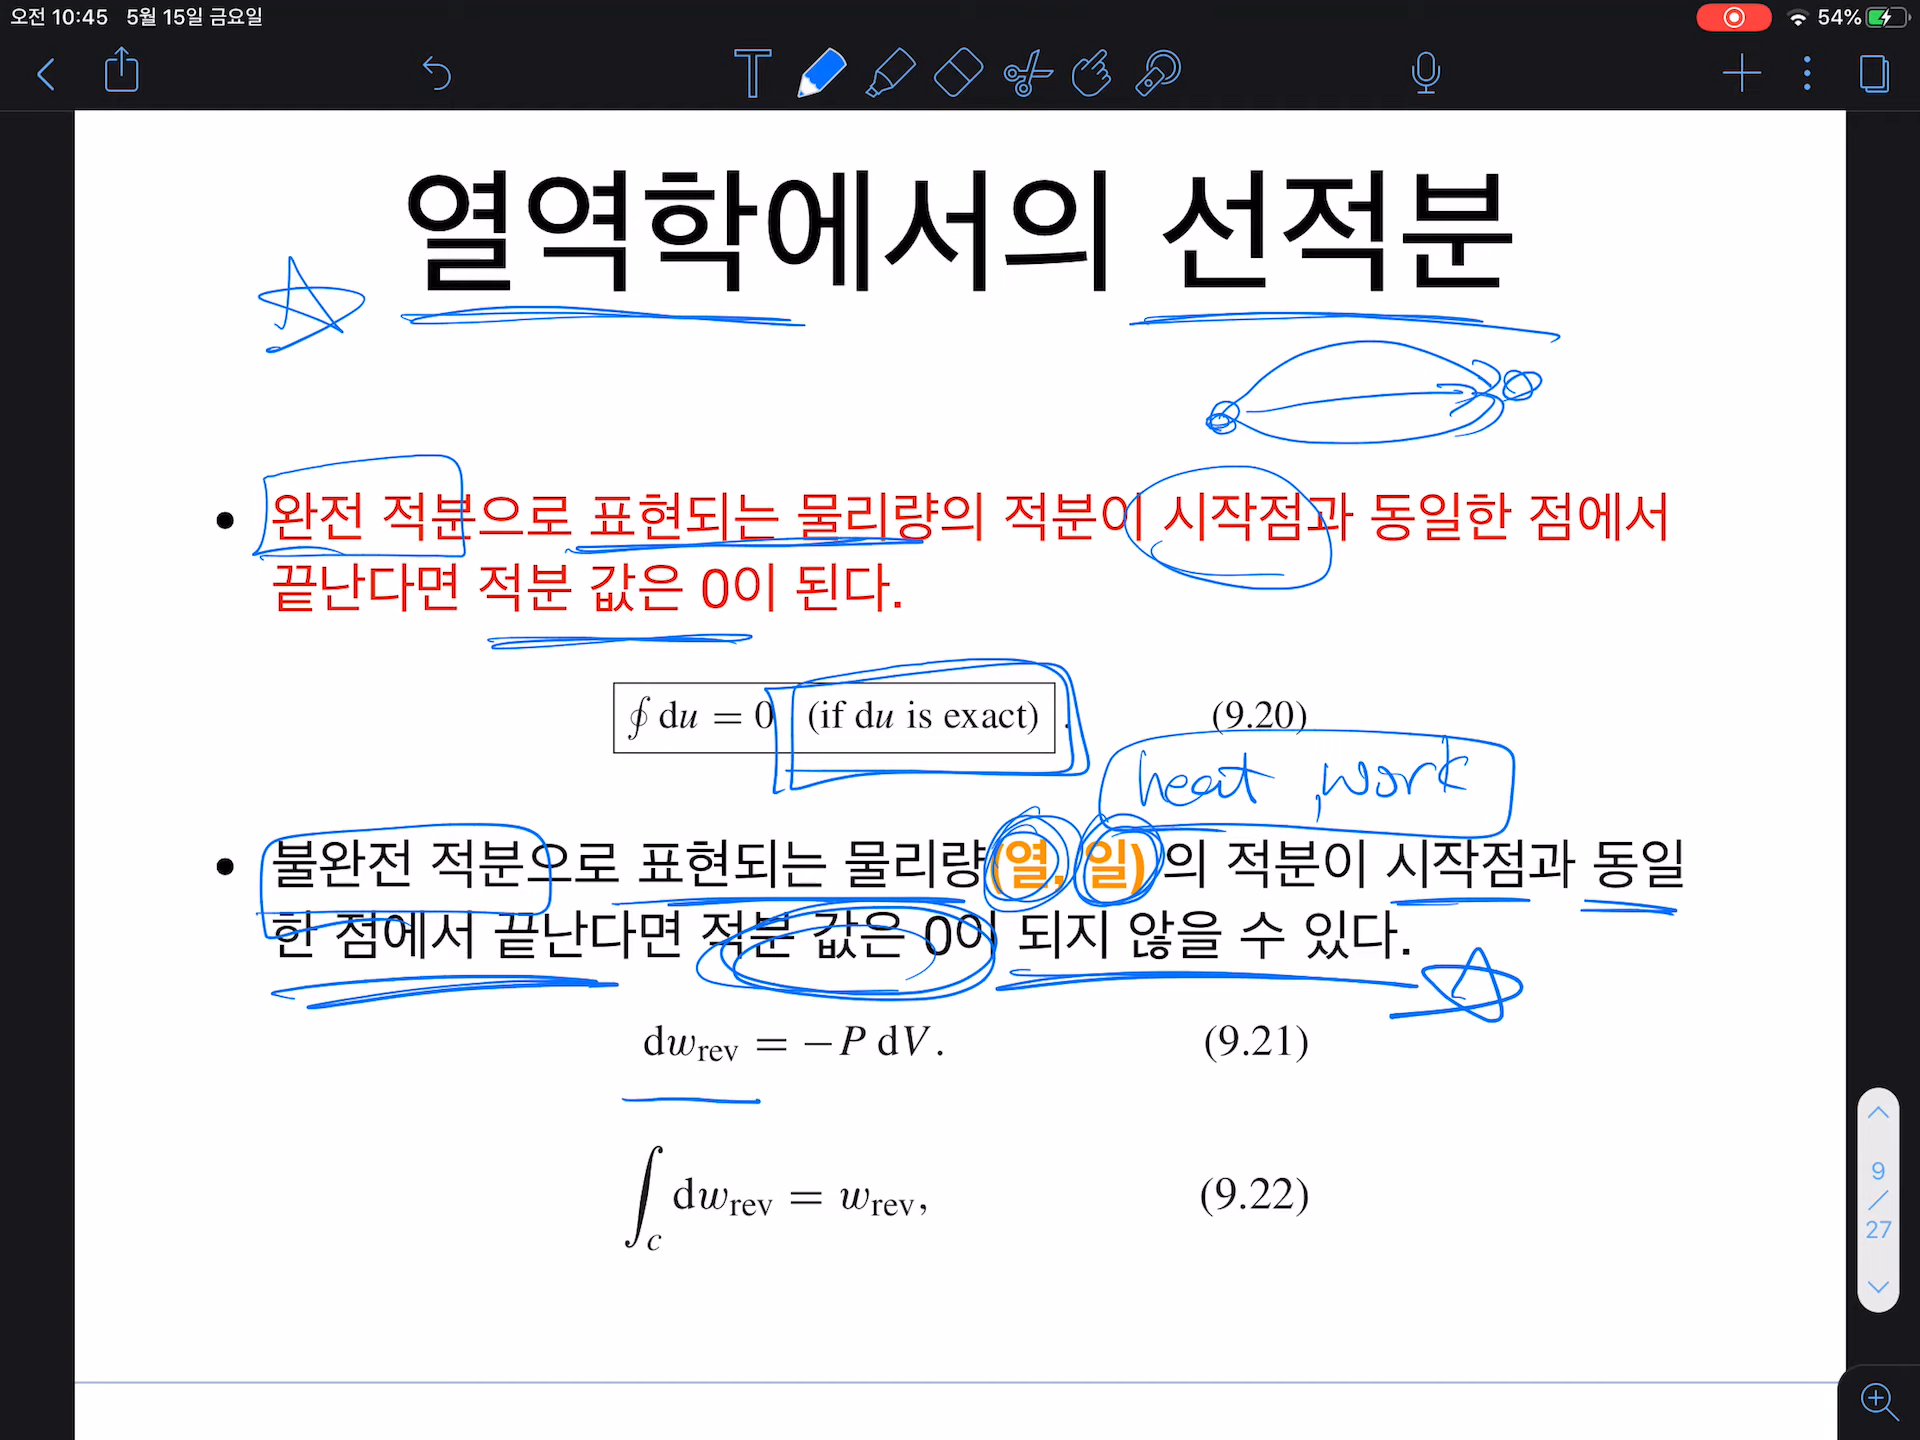 오전 10:45 5월 15일 금요일
54%
T
열역학에서의 선적분
• 완전 적분으로 표현되는 물리량의 적분이 시작점과 동일한 점에서
끝난다면 적분 값은 0이 된다.
∮ du = 0 (if du is exact) . (9.20)
heat , work
• 불완전 적분으로 표현되는 물리량(열, 일)의 적분이 시작점과 동일
한 점에서 끝난다면 적분 값은 0이 되지 않을 수 있다.
dw_rev = −P dV. (9.21)
∫_c dw_rev = w_rev, (9.22)
9
/
27